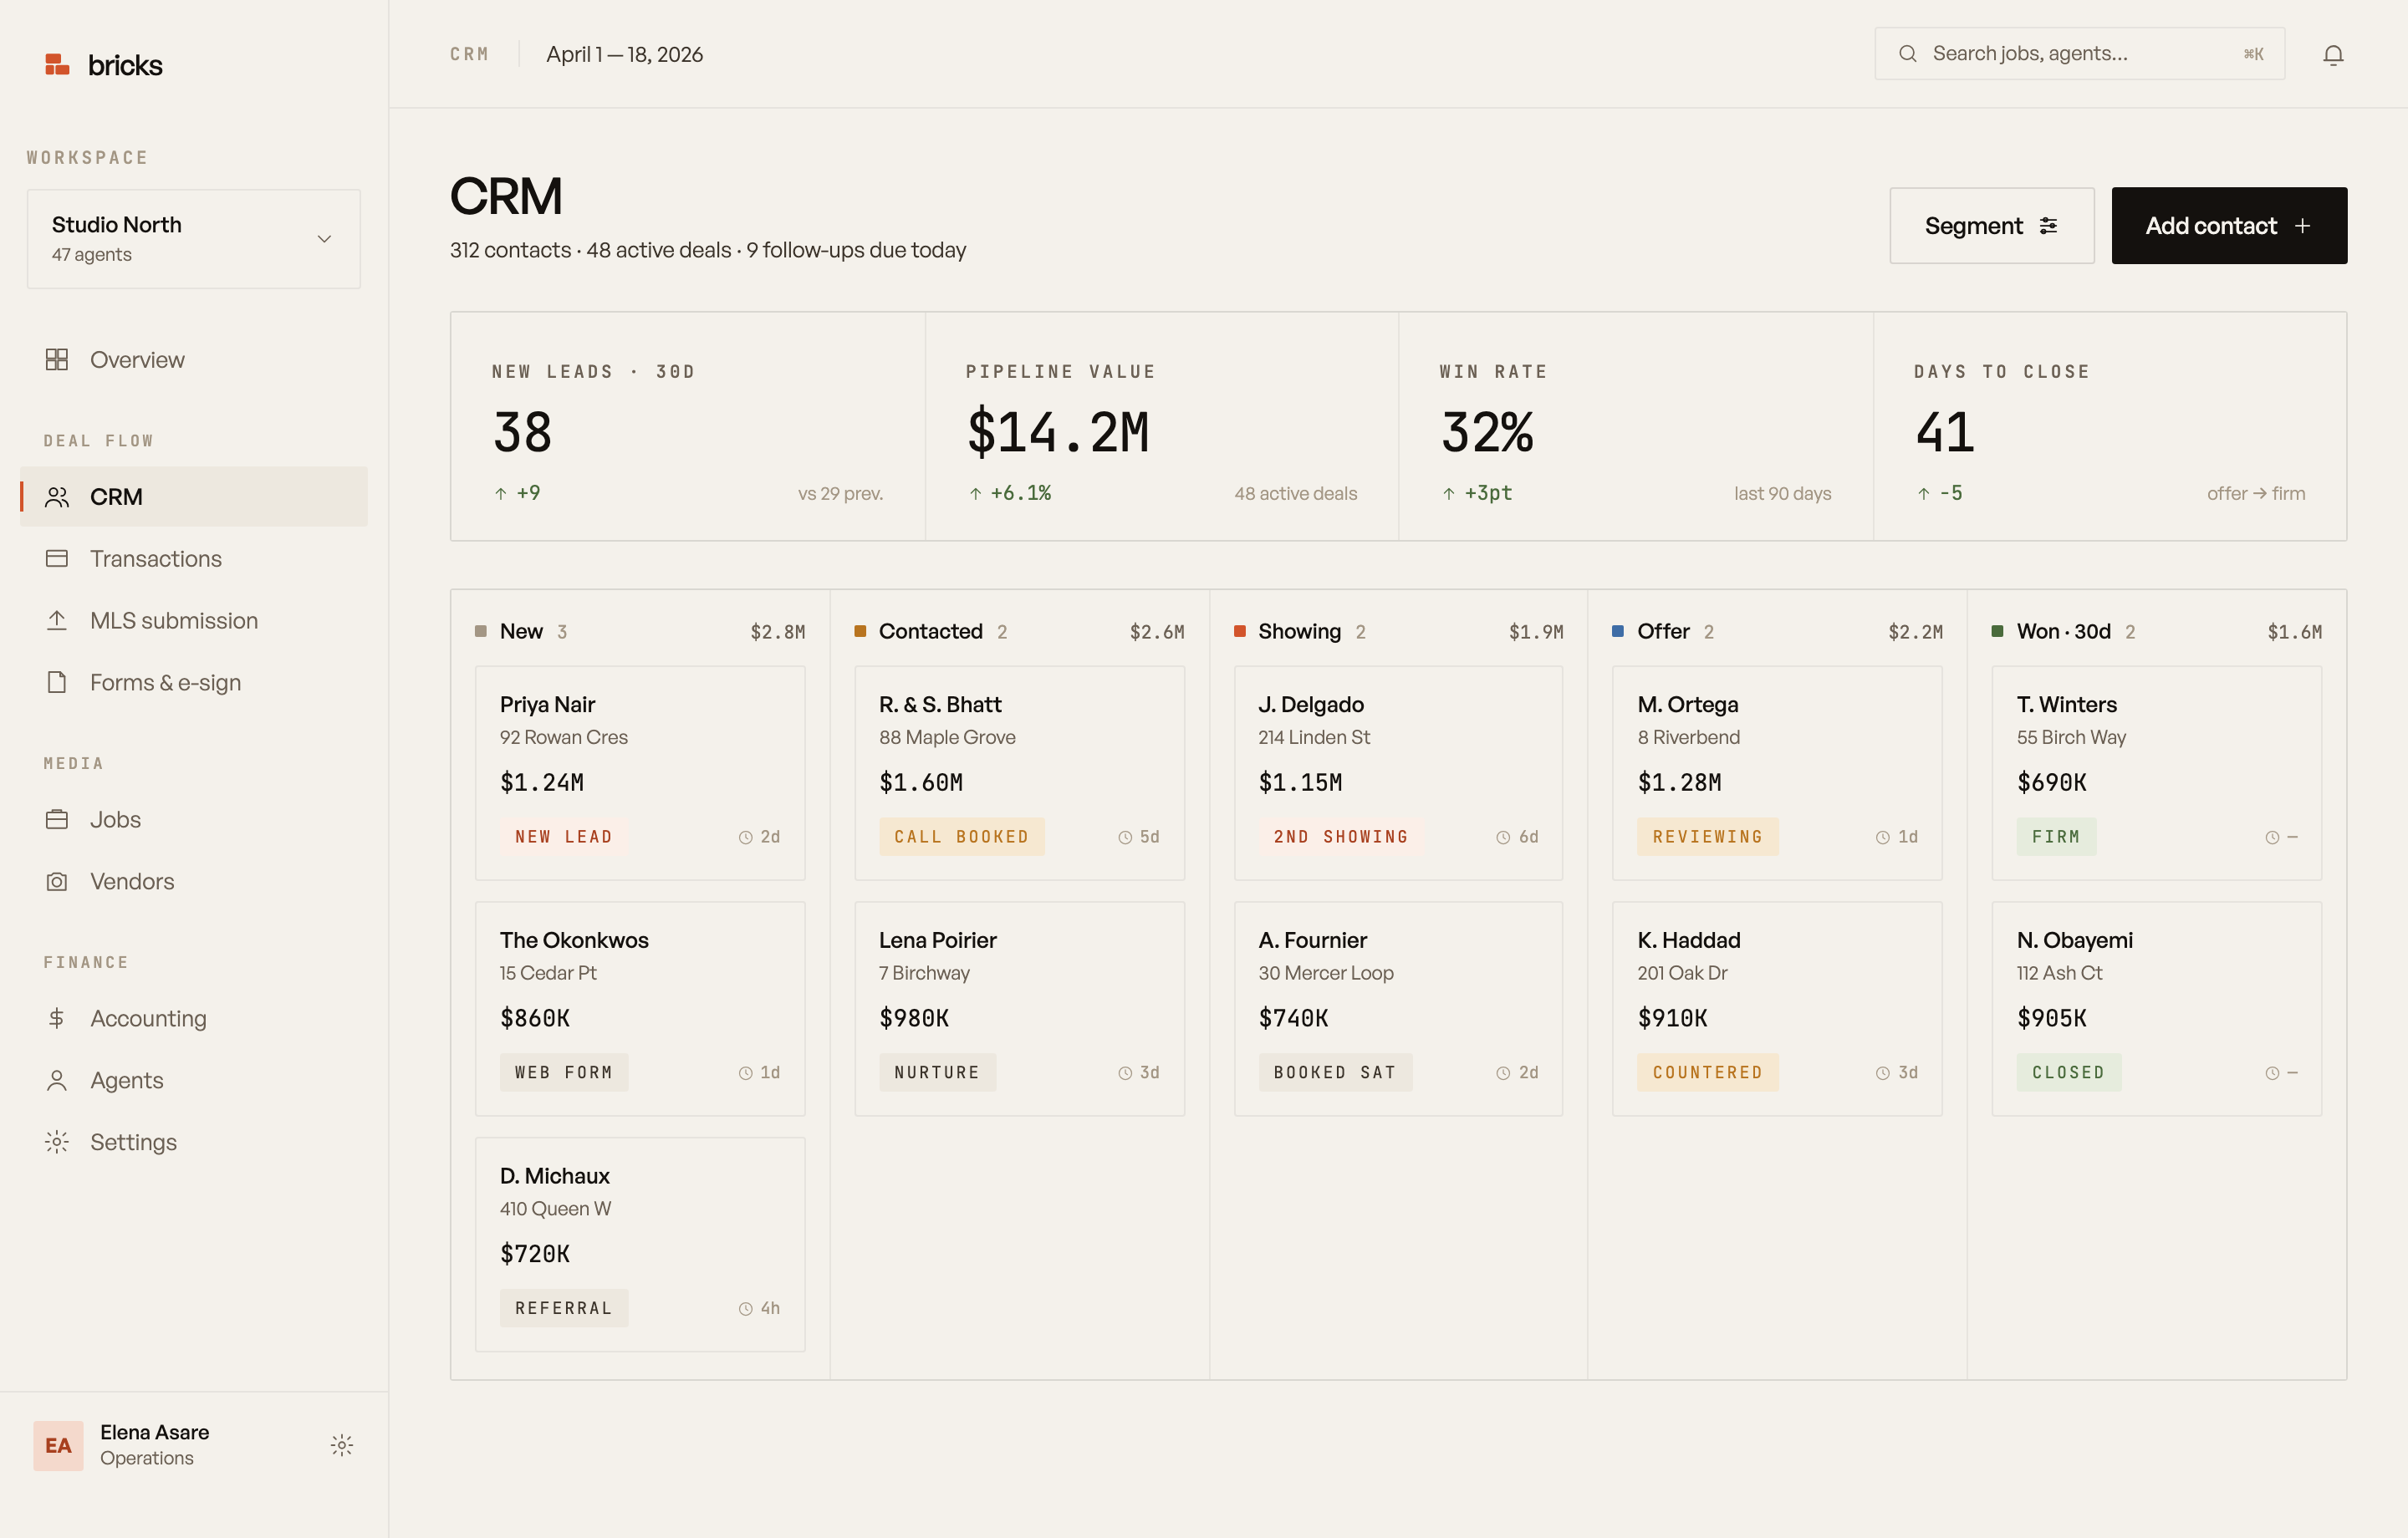 bricks
WORKSPACE
Studio North
47 agents
Overview
DEAL FLOW
CRM
Transactions
MLS submission
Forms & e-sign
MEDIA
Jobs
Vendors
FINANCE
Accounting
Agents
Settings
EA
Elena Asare
Operations
CRM
April 1 — 18, 2026
Search jobs, agents...
⌘K
CRM
312 contacts · 48 active deals · 9 follow-ups due today
Segment
Add contact +
NEW LEADS · 30D
38
↑ +9
vs 29 prev.
PIPELINE VALUE
$14.2M
↑ +6.1%
48 active deals
WIN RATE
32%
↑ +3pt
last 90 days
DAYS TO CLOSE
41
↑ -5
offer → firm
New 3 $2.8M
Priya Nair
92 Rowan Cres
$1.24M
NEW LEAD 2d
The Okonkwos
15 Cedar Pt
$860K
WEB FORM 1d
D. Michaux
410 Queen W
$720K
REFERRAL 4h
Contacted 2 $2.6M
R. & S. Bhatt
88 Maple Grove
$1.60M
CALL BOOKED 5d
Lena Poirier
7 Birchway
$980K
NURTURE 3d
Showing 2 $1.9M
J. Delgado
214 Linden St
$1.15M
2ND SHOWING 6d
A. Fournier
30 Mercer Loop
$740K
BOOKED SAT 2d
Offer 2 $2.2M
M. Ortega
8 Riverbend
$1.28M
REVIEWING 1d
K. Haddad
201 Oak Dr
$910K
COUNTERED 3d
Won · 30d 2 $1.6M
T. Winters
55 Birch Way
$690K
FIRM —
N. Obayemi
112 Ash Ct
$905K
CLOSED —